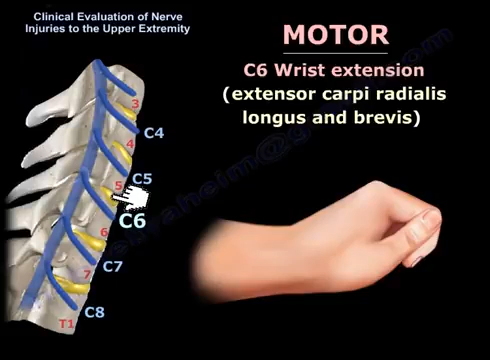 Clinical Evaluation of Nerve
Injuries to the Upper Extremity
MOTOR
C6 Wrist extension
(extensor carpi radialis
longus and brevis)
3
C4
4
C5
5
C6
6
C7
7
C8
T1